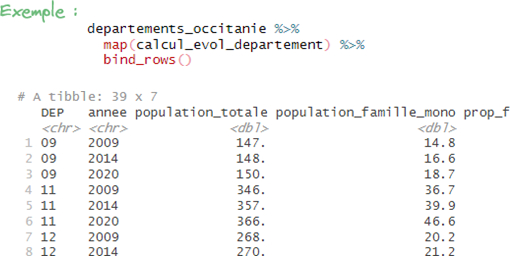 Exemple :
departements_occitanie %>%
map(calcul_evol_departement) %>%
bind_rows()
# A tibble: 39 x 7
DEP annee population_totale population_famille_mono prop_f
<chr> <chr> <dbl> <dbl>
1 09 2009 147. 14.8
2 09 2014 148. 16.6
3 09 2020 150. 18.7
4 11 2009 346. 36.7
5 11 2014 357. 39.9
6 11 2020 366. 46.6
7 12 2009 268. 20.2
8 12 2014 270. 21.2